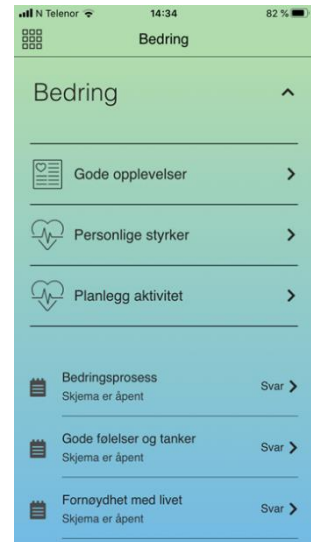 N Telenor 14:34 82 %
Bedring
Bedring
Gode opplevelser
Personlige styrker
Planlegg aktivitet
Bedringsprosess
Skjema er åpent Svar
Gode følelser og tanker
Skjema er åpent Svar
Fornøydhet med livet
Skjema er åpent Svar